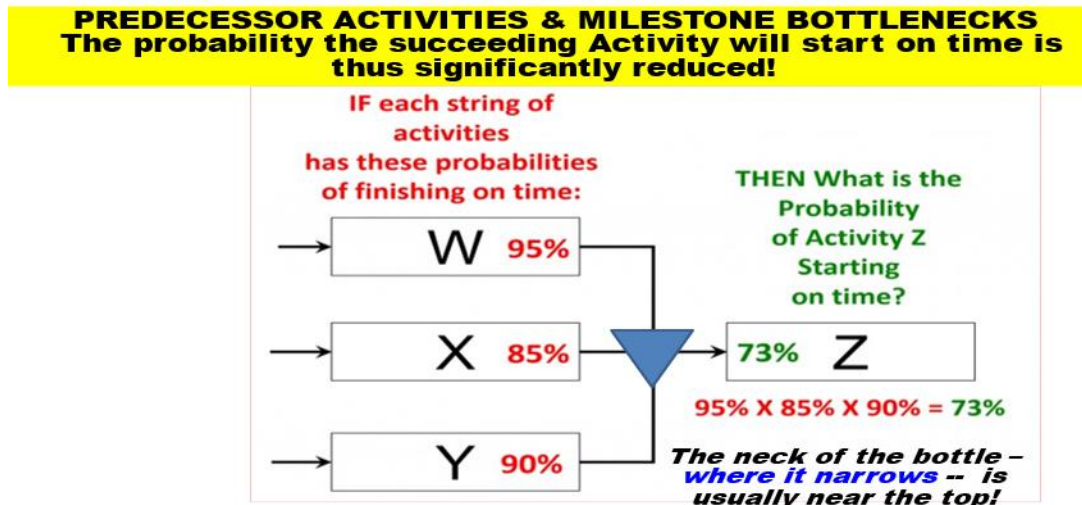 PREDECESSOR ACTIVITIES & MILESTONE BOTTLENECKS
The probability the succeeding Activity will start on time is
thus significantly reduced!
IF each string of
activities
has these probabilities
of finishing on time:
THEN What is the
Probability
of Activity Z
Starting
on time?
W 95%
X 85%
73% Z
95% X 85% X 90% = 73%
Y 90%
The neck of the bottle –
where it narrows -- is
usually near the top!